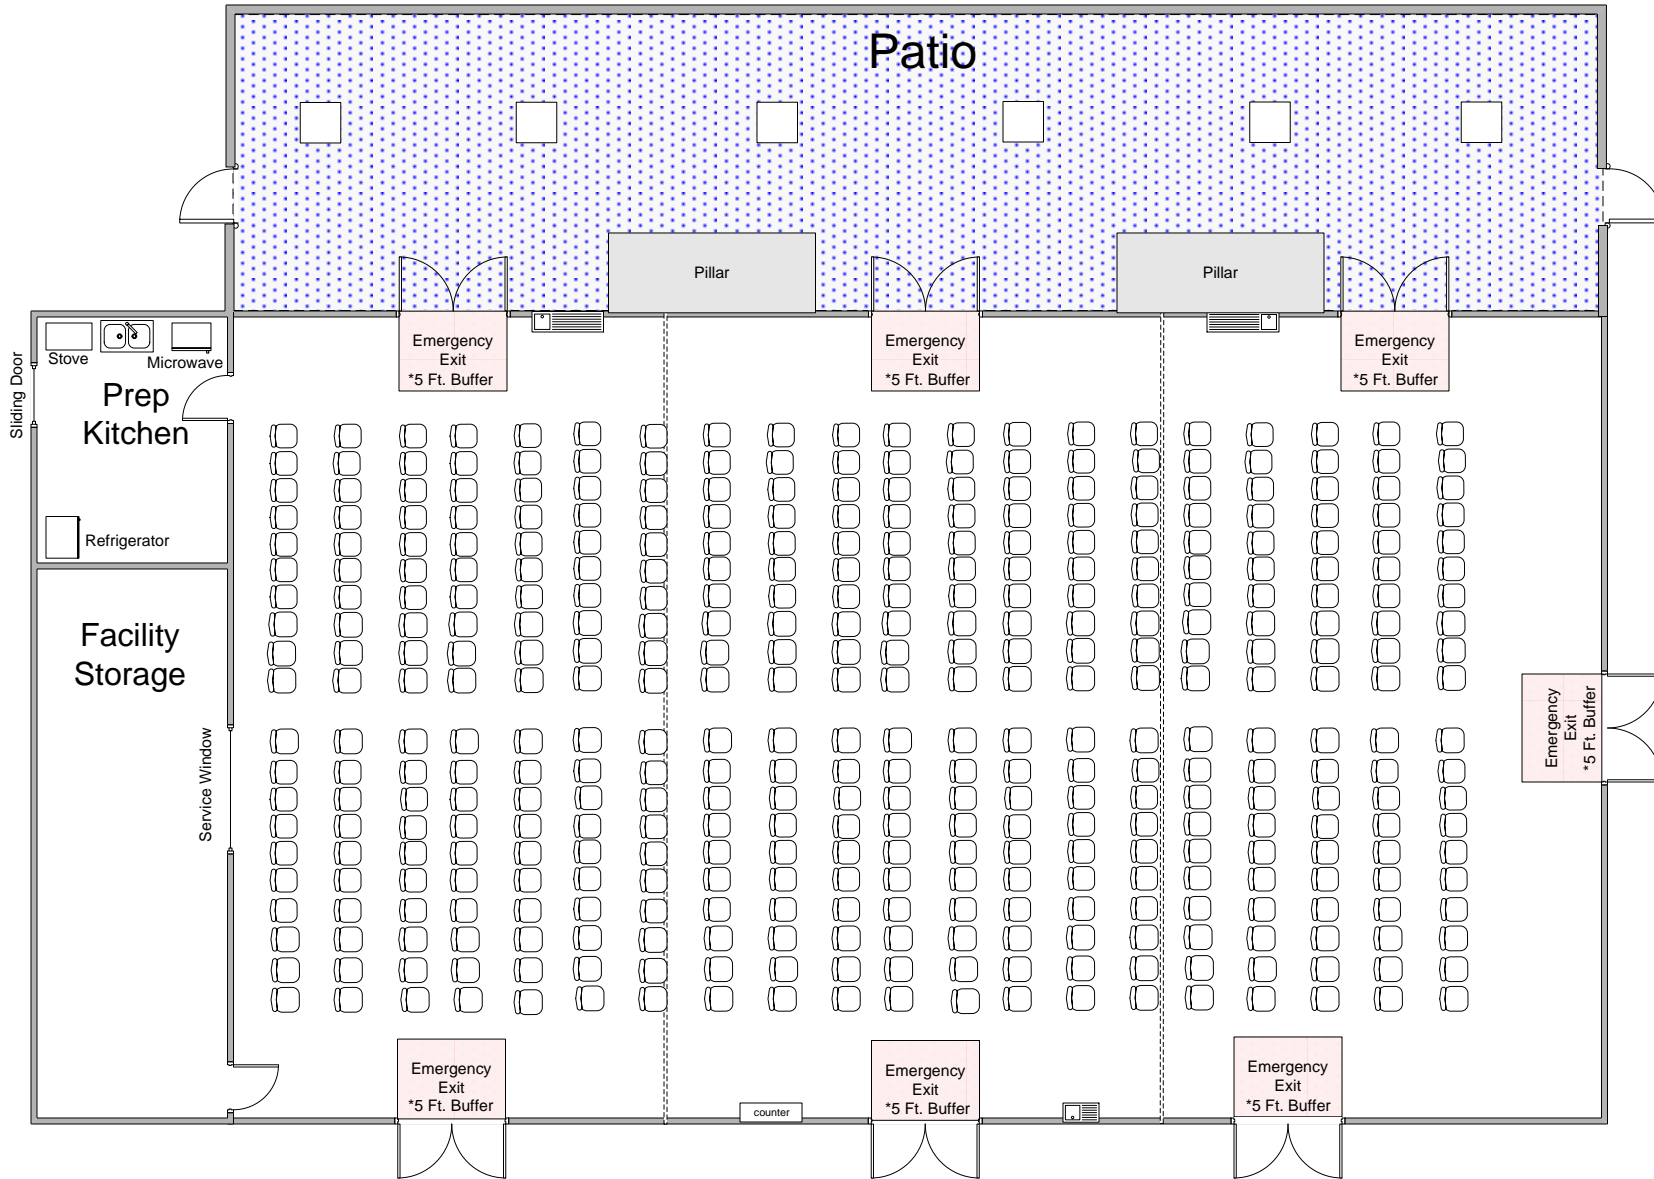 Patio
Pillar
Pillar
Emergency
Exit
*5 Ft. Buffer
Emergency
Exit
*5 Ft. Buffer
Emergency
Exit
*5 Ft. Buffer
Stove
Microwave
Sliding Door
Prep
Kitchen
Refrigerator
Facility
Storage
Service Window
Emergency
Exit
*5 Ft. Buffer
Emergency
Exit
*5 Ft. Buffer
Emergency
Exit
*5 Ft. Buffer
Emergency
Exit
*5 Ft. Buffer
counter